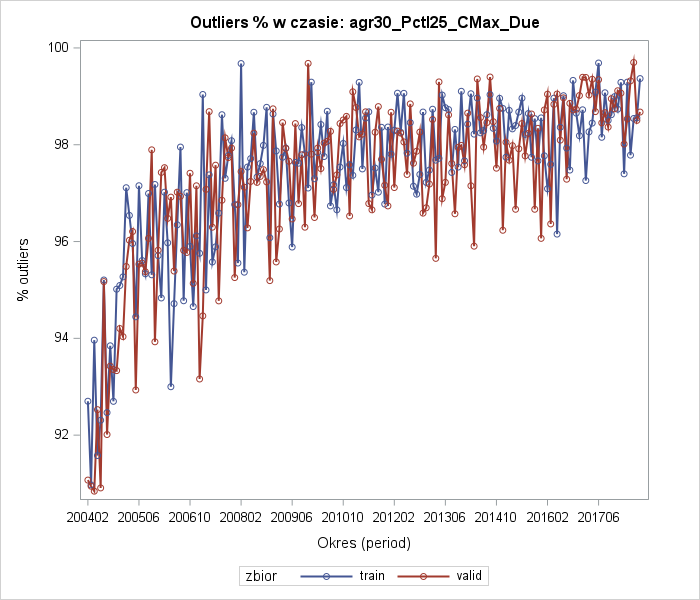 Outliers % w czasie: agr30_Pctl25_CMax_Due
% outliers
100
98
96
94
92
200402 200506 200610 200802 200906 201010 201202 201306 201410 201602 201706
Okres (period)
zbior train valid